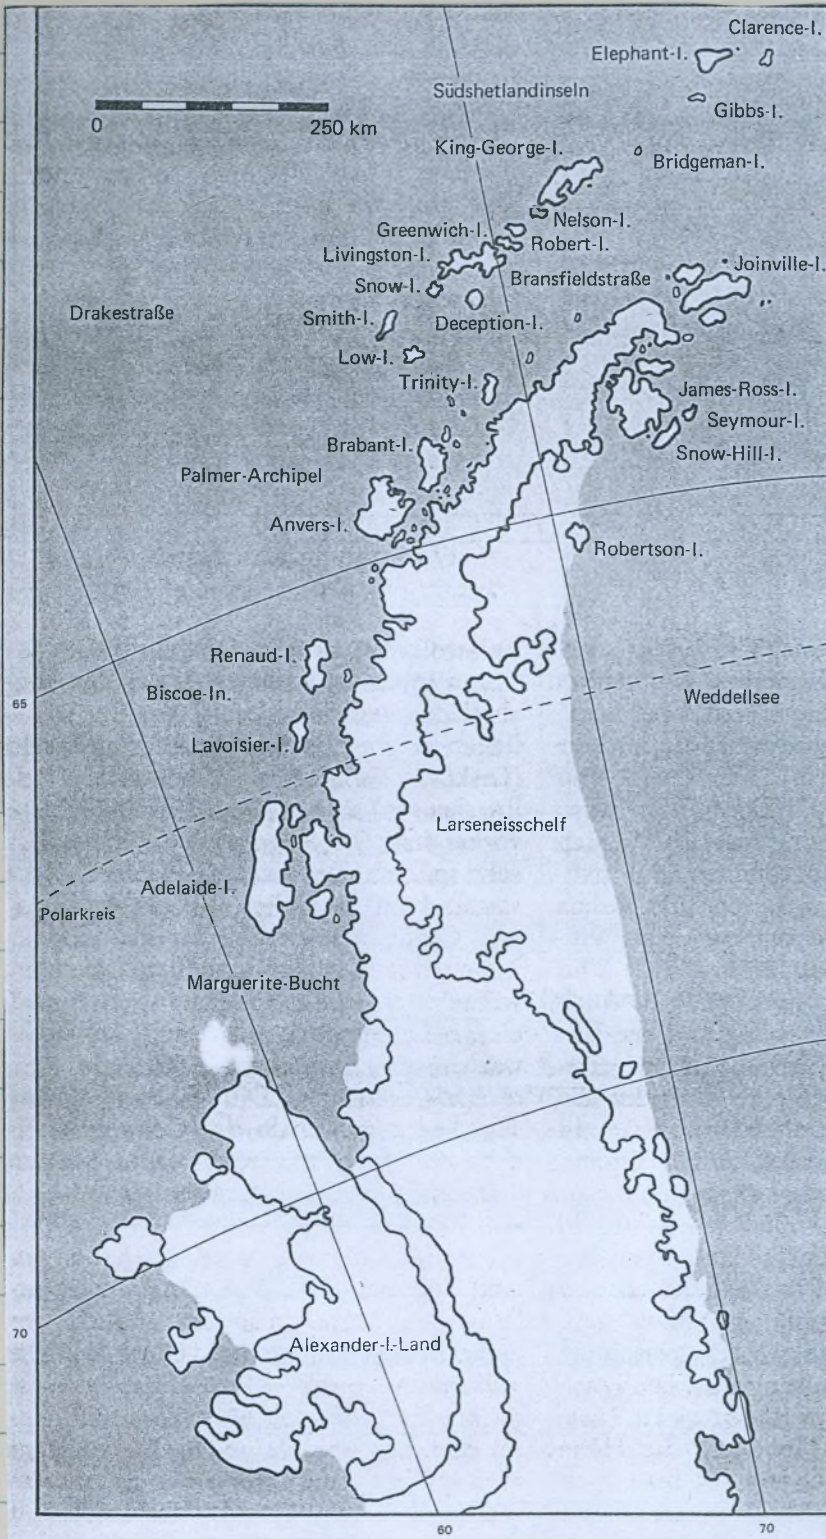 Clarence-I.
Elephant-I.
Südshetlandinseln
Gibbs-I.
0 250 km
King-George-I.
Bridgeman-I.
Nelson-I.
Greenwich-I.
Robert-I.
Livingston-I.
Joinville-I.
Bransfieldstraße
Snow-I.
Drakestraße
Smith-I.
Deception-I.
Low-I.
Trinity-I.
James-Ross-I.
Seymour-I.
Brabant-I.
Snow-Hill-I.
Palmer-Archipel
Anvers-I.
Robertson-I.
Renaud-I.
Biscoe-In.
Weddellsee
65
Lavoisier-I.
Larseneisschelf
Adelaide-I.
Polarkreis
Marguerite-Bucht
70
Alexander-I-Land
60
70